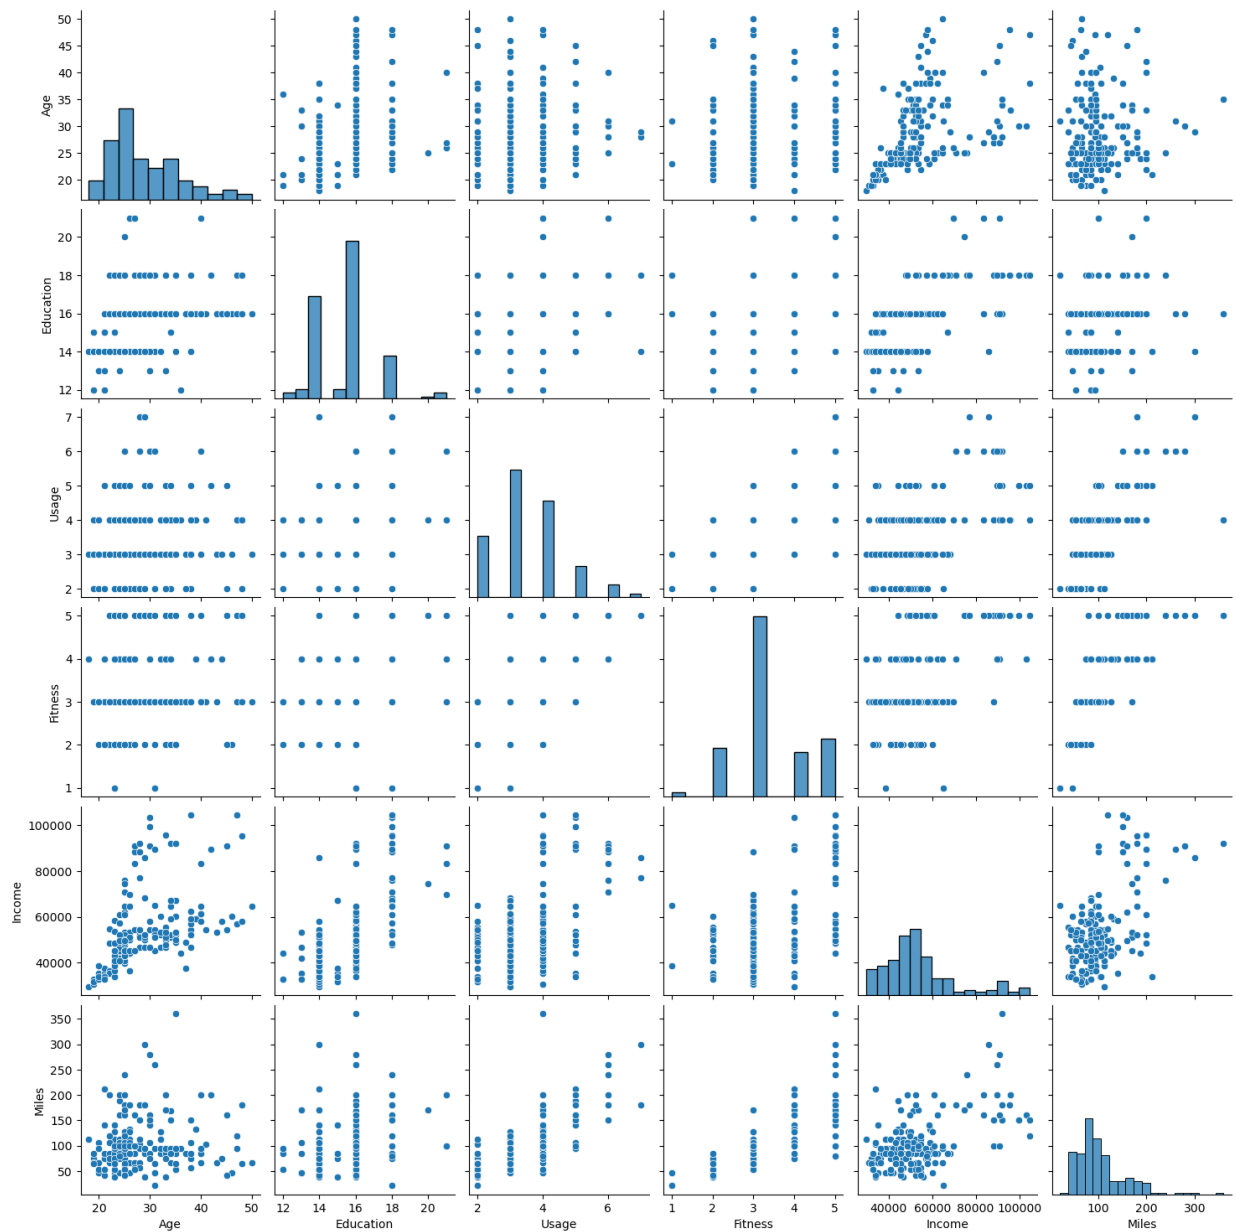 50
45
40
35
30
25
20
Age
20
18
16
14
12
Education
7
6
5
4
3
2
Usage
5
4
3
2
1
Fitness
100000
80000
60000
40000
Income
350
300
250
200
150
100
50
Miles
20 30 40 50
12 14 16 18 20
2 4 6
1 2 3 4 5
40000 60000 80000 100000
100 200 300
Age Education Usage Fitness Income Miles